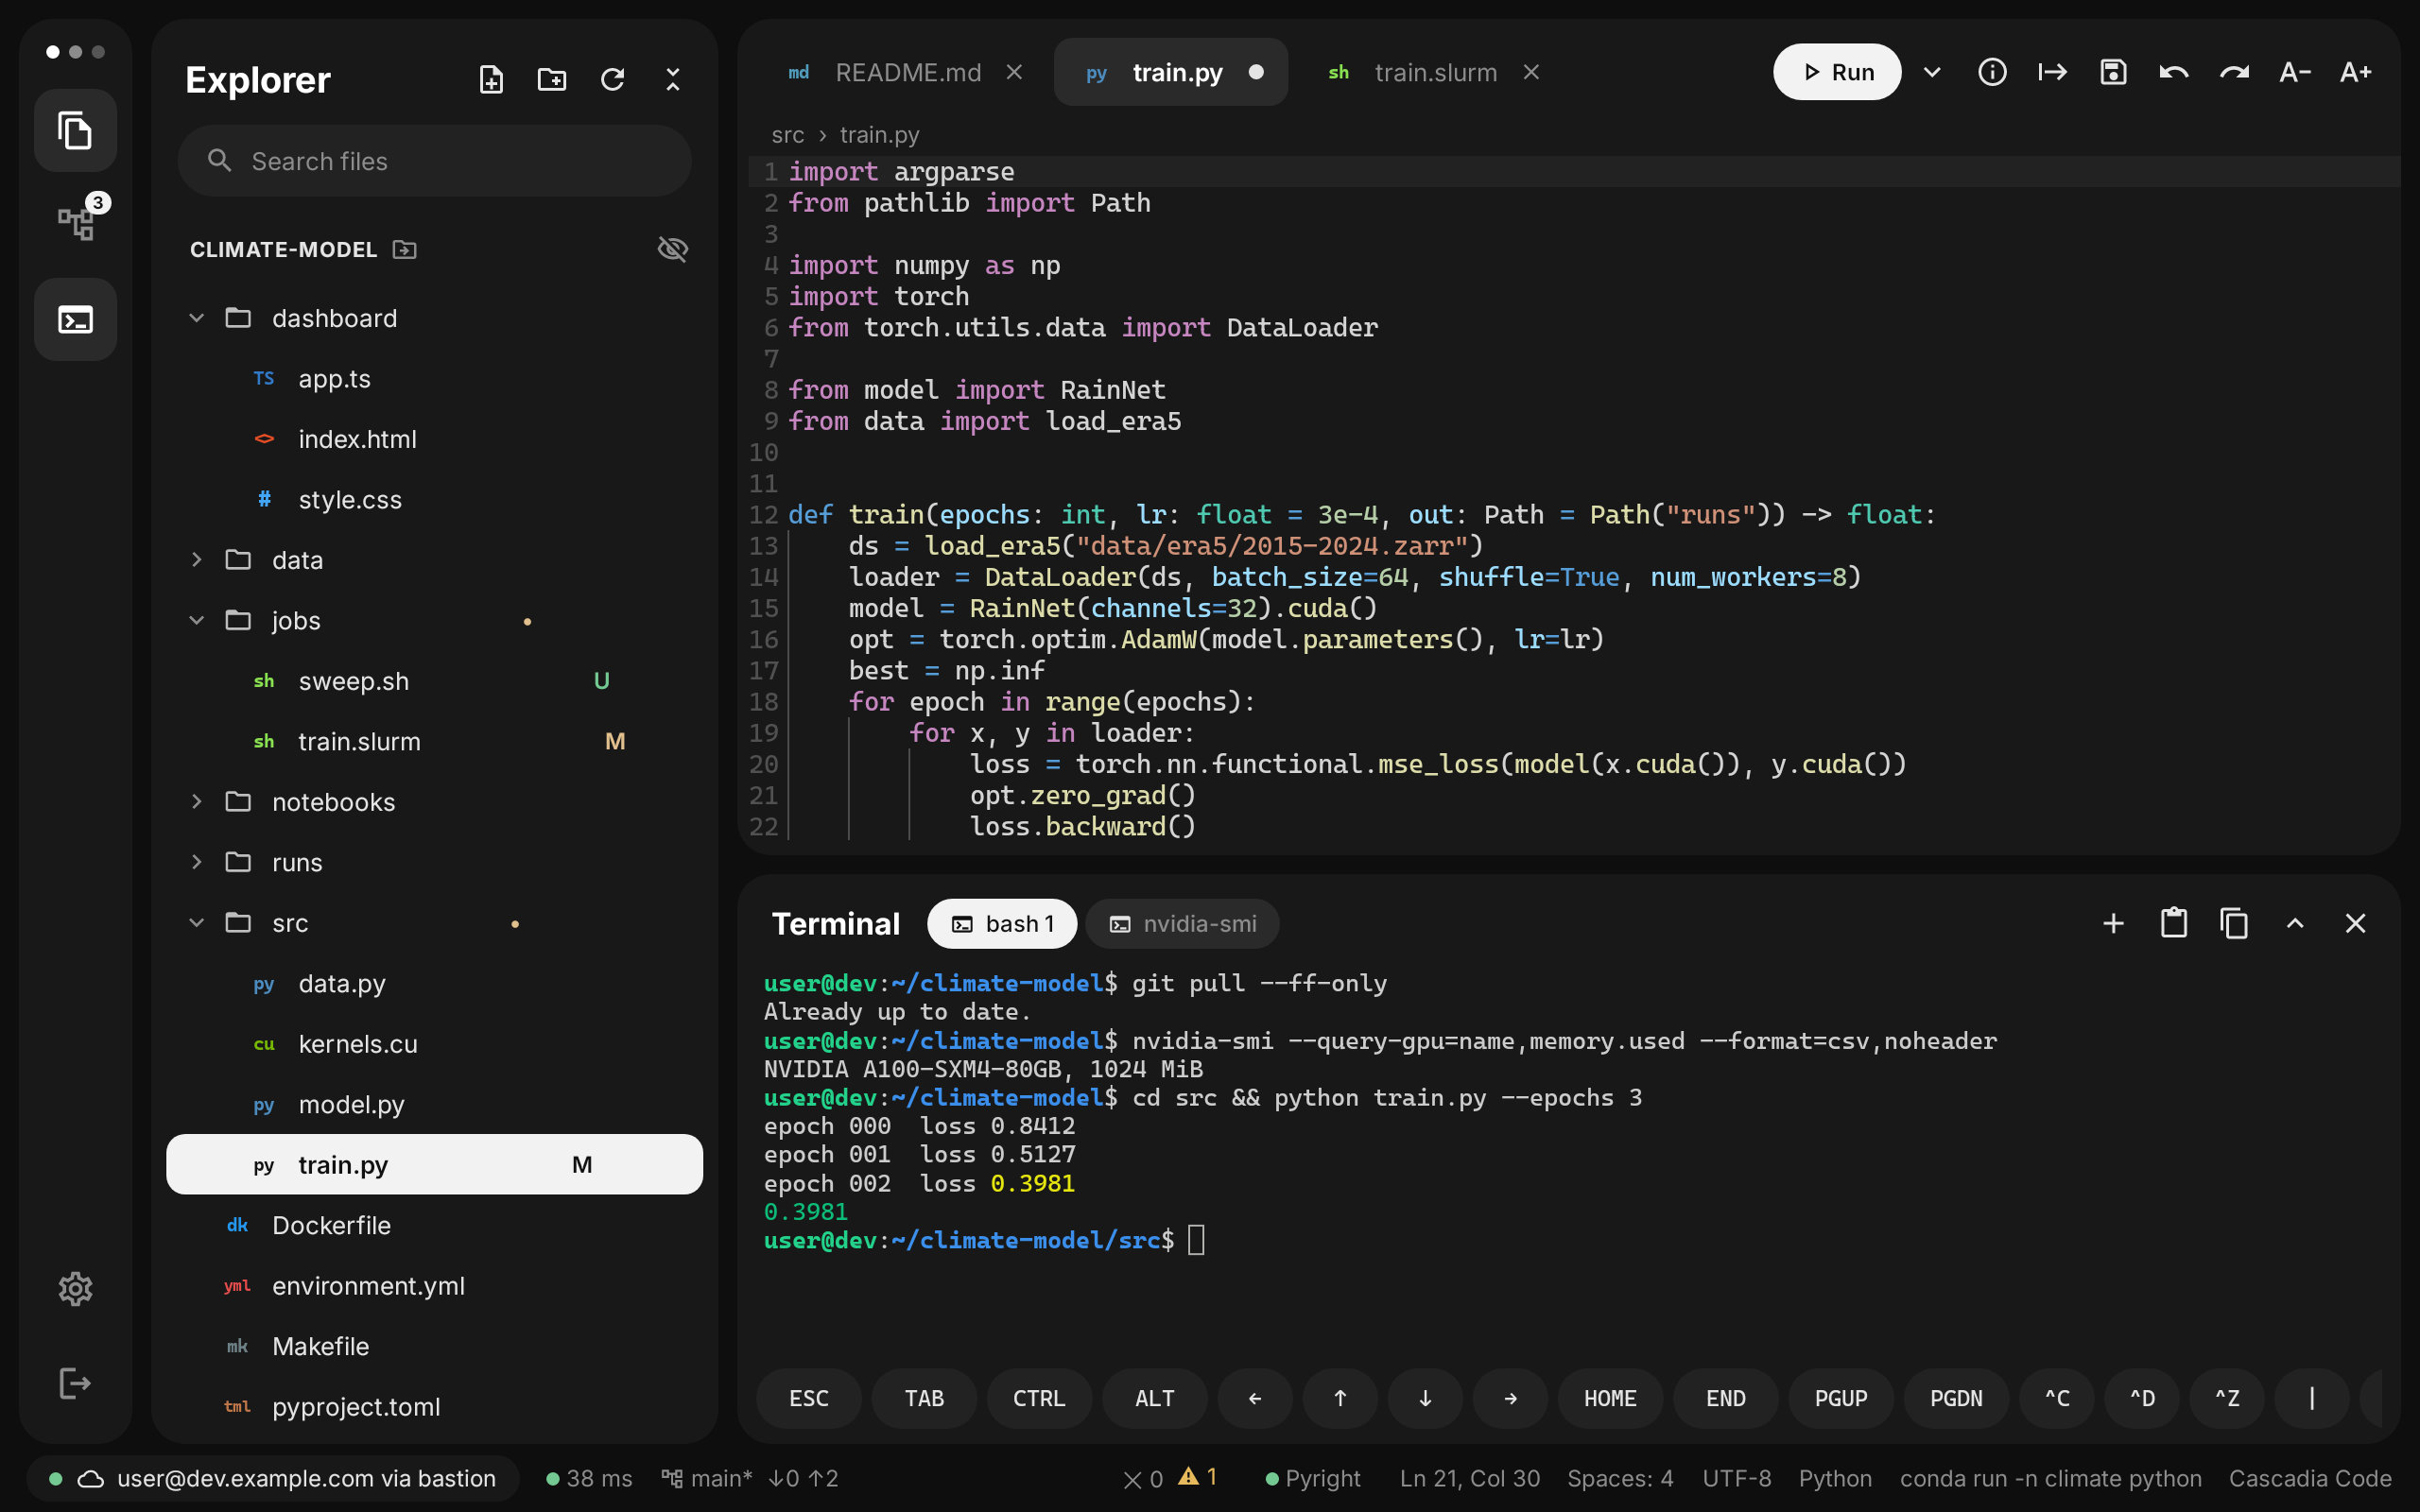 Explorer
Search files
3
CLIMATE-MODEL
dashboard
TS app.ts
<> index.html
# style.css
data
jobs
sh sweep.sh U
sh train.slurm M
notebooks
runs
src
py data.py
cu kernels.cu
py model.py
py train.py M
dk Dockerfile
yml environment.yml
mk Makefile
tml pyproject.toml
md README.md
py train.py
sh train.slurm
Run
A- A+
src › train.py
1 import argparse
2 from pathlib import Path
3
4 import numpy as np
5 import torch
6 from torch.utils.data import DataLoader
7
8 from model import RainNet
9 from data import load_era5
10
11
12 def train(epochs: int, lr: float = 3e-4, out: Path = Path("runs")) -> float:
13     ds = load_era5("data/era5/2015-2024.zarr")
14     loader = DataLoader(ds, batch_size=64, shuffle=True, num_workers=8)
15     model = RainNet(channels=32).cuda()
16     opt = torch.optim.AdamW(model.parameters(), lr=lr)
17     best = np.inf
18     for epoch in range(epochs):
19         for x, y in loader:
20             loss = torch.nn.functional.mse_loss(model(x.cuda()), y.cuda())
21             opt.zero_grad()
22             loss.backward()
Terminal
bash 1
nvidia-smi
user@dev:~/climate-model$ git pull --ff-only
Already up to date.
user@dev:~/climate-model$ nvidia-smi --query-gpu=name,memory.used --format=csv,noheader
NVIDIA A100-SXM4-80GB, 1024 MiB
user@dev:~/climate-model$ cd src && python train.py --epochs 3
epoch 000  loss 0.8412
epoch 001  loss 0.5127
epoch 002  loss 0.3981
0.3981
user@dev:~/climate-model/src$
ESC TAB CTRL ALT ← ↑ ↓ → HOME END PGUP PGDN ^C ^D ^Z |
user@dev.example.com via bastion
38 ms
main* ↓0 ↑2
0
1
Pyright
Ln 21, Col 30
Spaces: 4
UTF-8
Python
conda run -n climate python
Cascadia Code